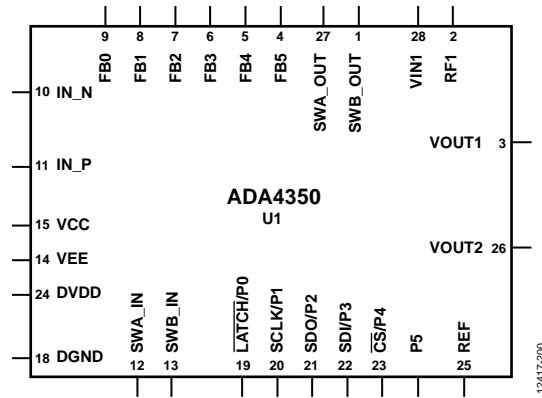 9 8 7 6 5 4 27 1 28 2
FB0 FB1 FB2 FB3 FB4 FB5 SWA_OUT SWB_OUT VIN1 RF1
10 IN_N
VOUT1 3
11 IN_P
ADA4350
U1
15 VCC
VOUT2 26
14 VEE
24 DVDD
18 DGND
SWA_IN SWB_IN LATCH/P0 SCLK/P1 SDO/P2 SDI/P3 CS/P4 P5 REF
12 13 19 20 21 22 23 25
12417-200